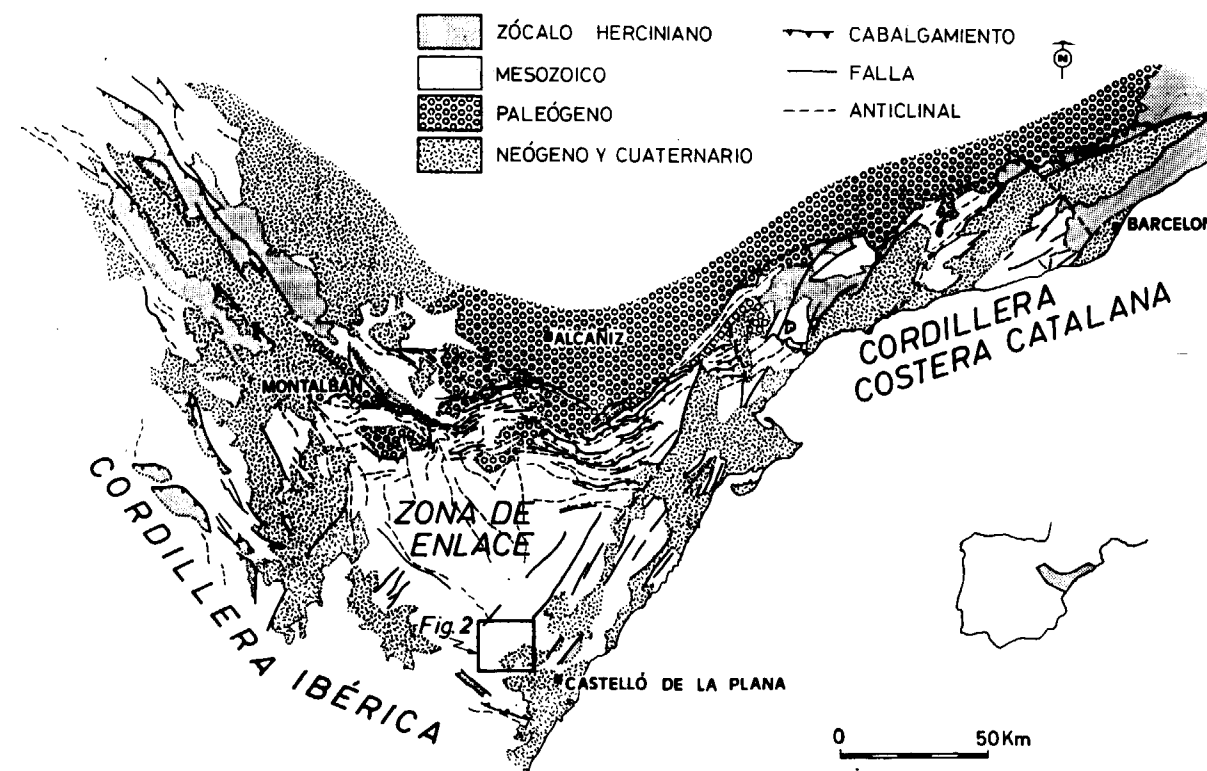 ZÓCALO HERCINIANO
MESOZOICO
PALEÓGENO
NEÓGENO Y CUATERNARIO
CABALGAMIENTO
FALLA
ANTICLINAL
N
BARCELON
ALCAÑIZ
MONTALBAN
CORDILLERA
COSTERA CATALANA
CORDILLERA IBÉRICA
ZONA DE
ENLACE
Fig. 2
CASTELLÓ DE LA PLANA
0 50Km